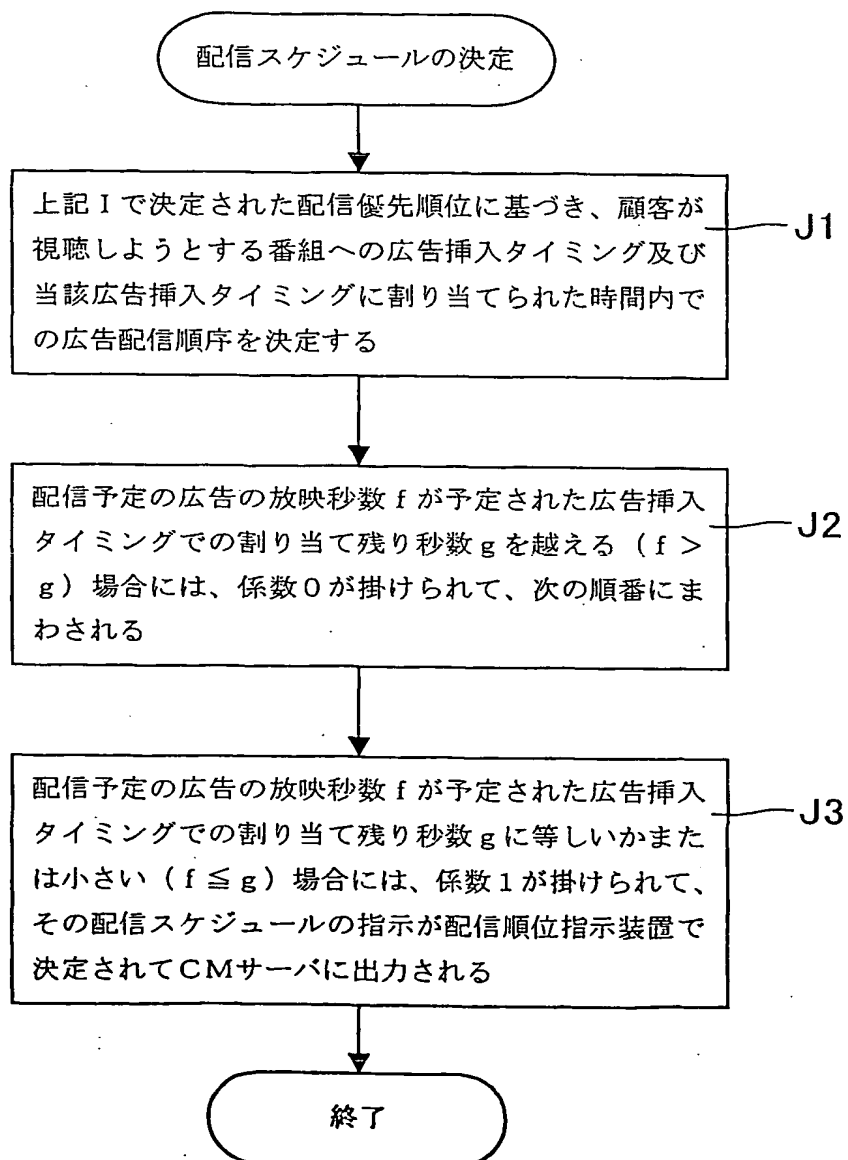 配信スケジュールの決定
上記Ｉで決定された配信優先順位に基づき、顧客が
視聴しようとする番組への広告挿入タイミング及び
当該広告挿入タイミングに割り当てられた時間内で
の広告配信順序を決定する
J1
配信予定の広告の放映秒数ｆが予定された広告挿入
タイミングでの割り当て残り秒数ｇを越える（ｆ＞
ｇ）場合には、係数０が掛けられて、次の順番にま
わされる
J2
配信予定の広告の放映秒数ｆが予定された広告挿入
タイミングでの割り当て残り秒数ｇに等しいかまた
は小さい（ｆ≦ｇ）場合には、係数１が掛けられて、
その配信スケジュールの指示が配信順位指示装置で
決定されてＣＭサーバに出力される
J3
終了